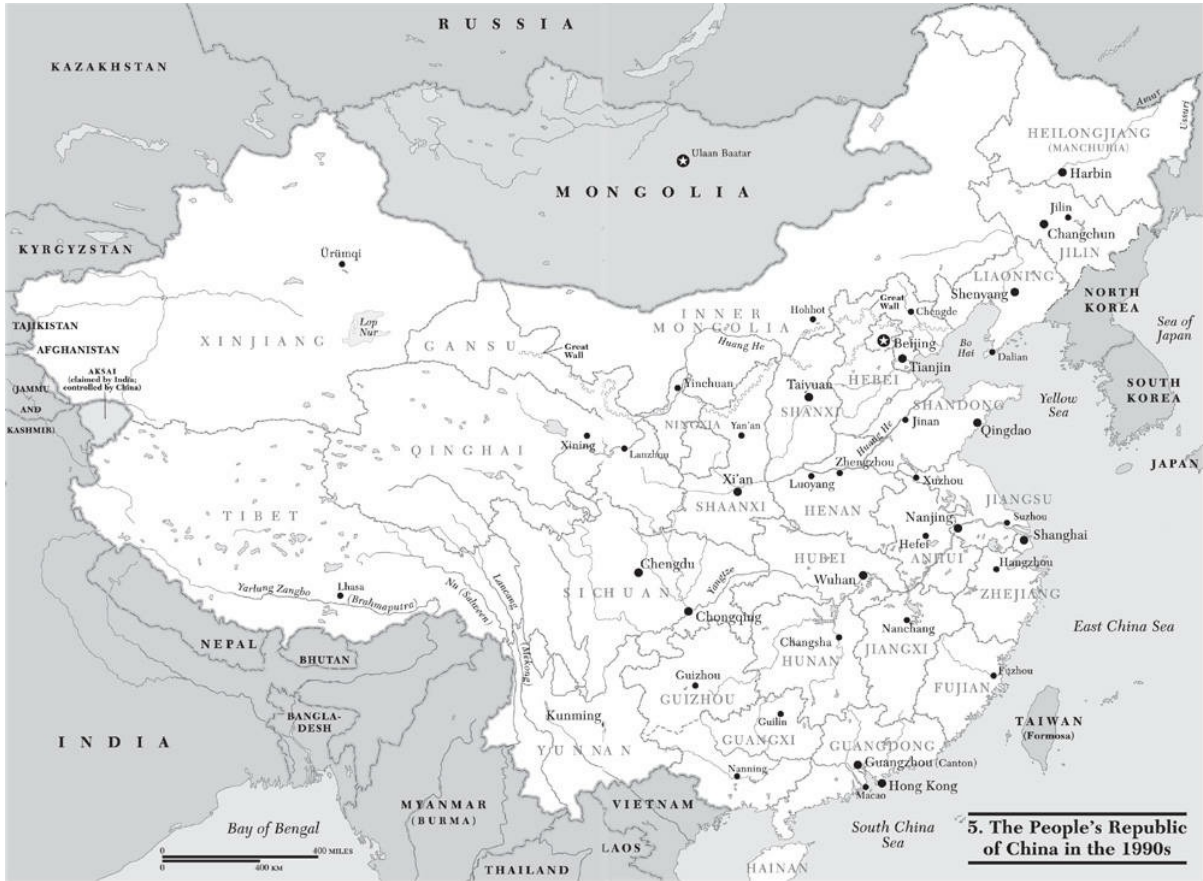 RUSSIA
KAZAKHSTAN
Ulaan Baatar
MONGOLIA
Amur
Ussurj
HEILONGJIANG
(MANCHURIA)
Harbin
Jilin
Changchun
JILIN
KYRGYZSTAN
Ürümqi
LIAONING
Shenyang
NORTH
KOREA
Sea of
Japan
TAJIKISTAN
AFGHANISTAN
AKSAI
(claimed by India;
controlled by China)
(JAMMU
AND
KASHMIR)
XINJIANG
Lop
Nur
GANSU
Great
Wall
INNER
MONGOLIA
Hohhot
Huang He
Great
Wall
Chengde
Beijing
Tianjin
Bo
Hai
Dalian
HEBEI
SOUTH
KOREA
Yellow
Sea
Yinchuan
Taiyuan
SHANXI
SHANDONG
Jinan
Qingdao
NINGXIA
Yan'an
Huang He
QINGHAI
Xining
Lanzhou
JAPAN
Zhengzhou
Luoyang
Xuzhou
Xi'an
SHAANXI
HENAN
JIANGSU
TIBET
Nanjing
Suzhou
Shanghai
Hefei
ANHUI
HUBEI
Wuhan
Hangzhou
ZHEJIANG
Chengdu
SICHUAN
Yangtze
Chongqing
Yarlung Zangbo
Lhasa
(Brahmaputra)
Nu (Salween)
Lancang
(Mekong)
NEPAL
BHUTAN
East China Sea
Changsha
HUNAN
Nanchang
JIANGXI
Guizhou
GUIZHOU
Fuzhou
FUJIAN
BANGLA-
DESH
INDIA
Kunming
YUNNAN
Guilin
GUANGXI
TAIWAN
(Formosa)
GUANGDONG
Guangzhou (Canton)
Nanning
Hong Kong
Macao
MYANMAR
(BURMA)
VIETNAM
Bay of Bengal
LAOS
South China
Sea
THAILAND
HAINAN
0 400 MILES
0 400 KM
5. The People's Republic
of China in the 1990s